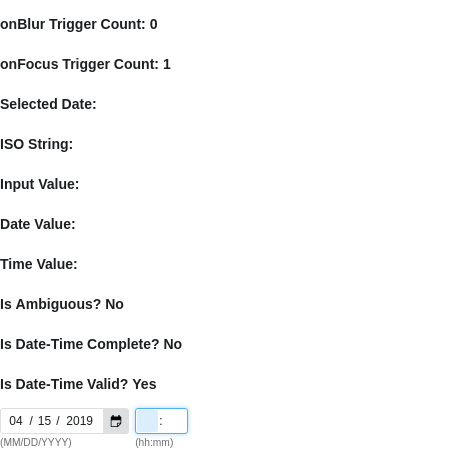 onBlur Trigger Count: 0
onFocus Trigger Count: 1
Selected Date:
ISO String:
Input Value:
Date Value:
Time Value:
Is Ambiguous? No
Is Date-Time Complete? No
Is Date-Time Valid? Yes
04 / 15 / 2019 :
(MM/DD/YYYY) (hh:mm)